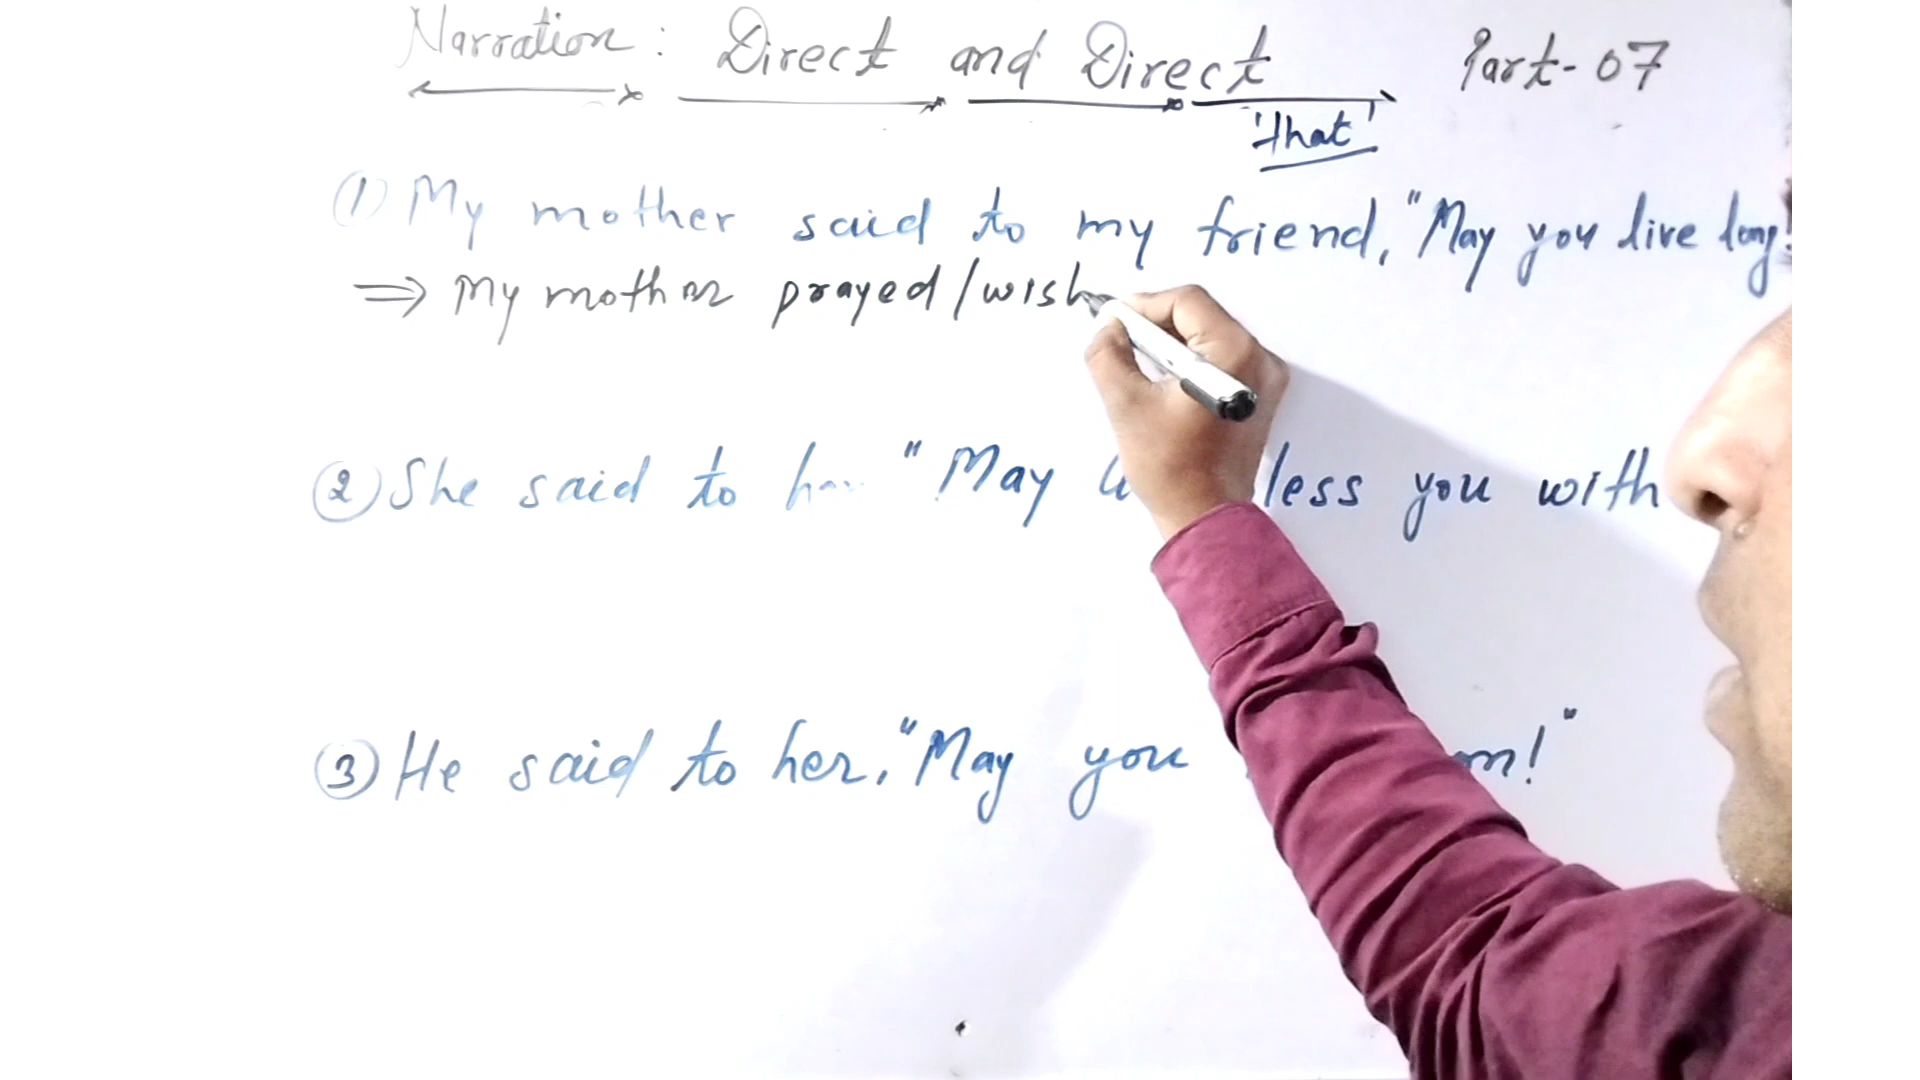 Narration: Direct and Direct Part-07
'that'
① My mother said to my friend, "May you live long!
⇒ My mother prayed/wish
② She said to "May less you with
③ He said to her, "May you !"